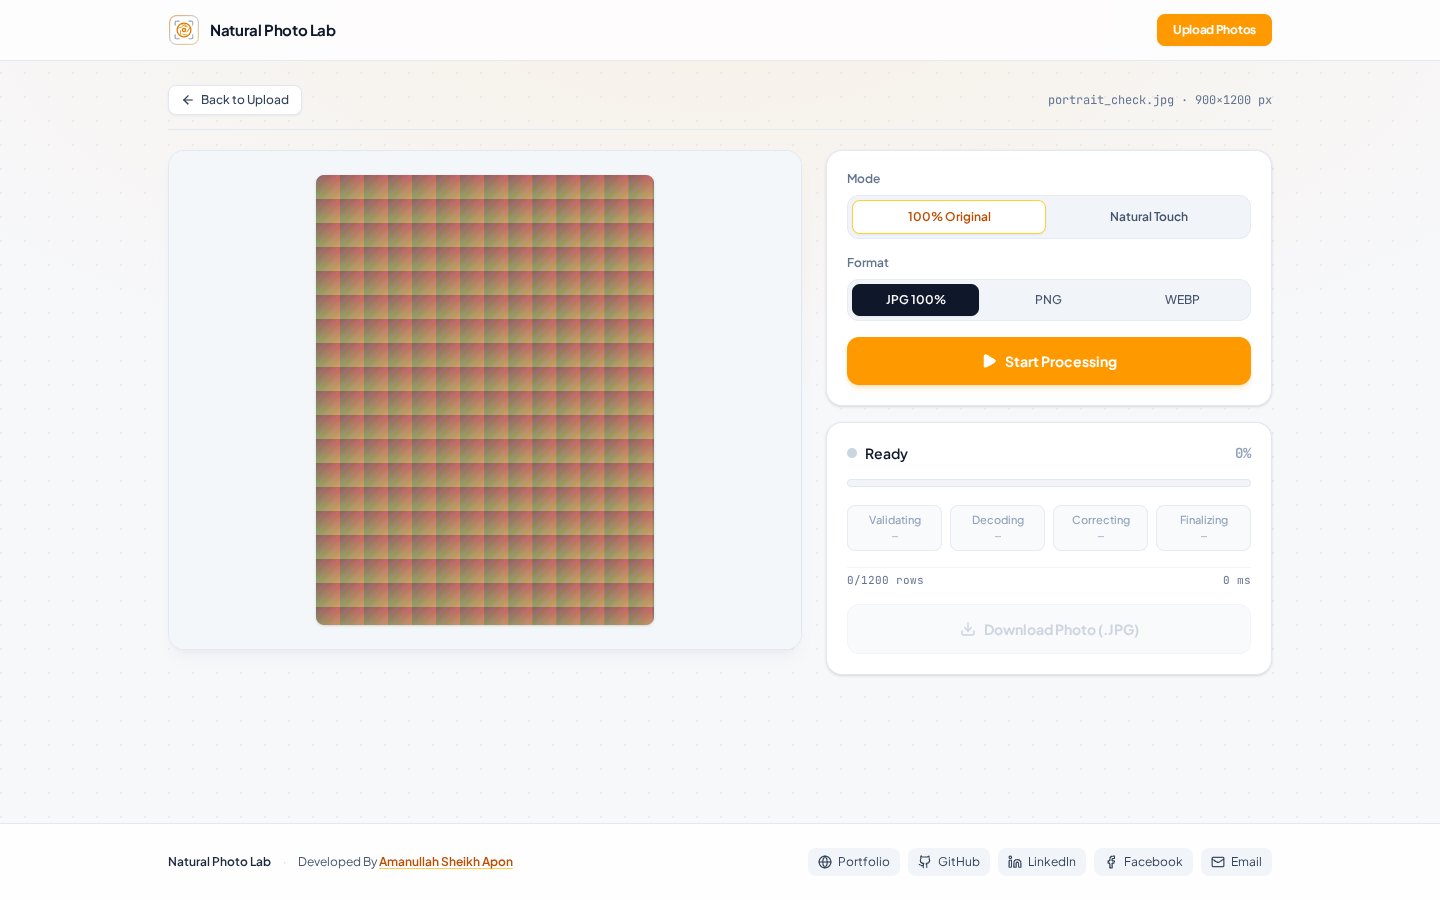 Natural Photo Lab
Upload Photos
Back to Upload
portrait_check.jpg · 900×1200 px
Mode
100% Original
Natural Touch
Format
JPG 100%
PNG
WEBP
Start Processing
Ready
0%
Validating
–
Decoding
–
Correcting
–
Finalizing
–
0/1200 rows
0 ms
Download Photo (.JPG)
Natural Photo Lab · Developed By Amanullah Sheikh Apon
Portfolio
GitHub
LinkedIn
Facebook
Email